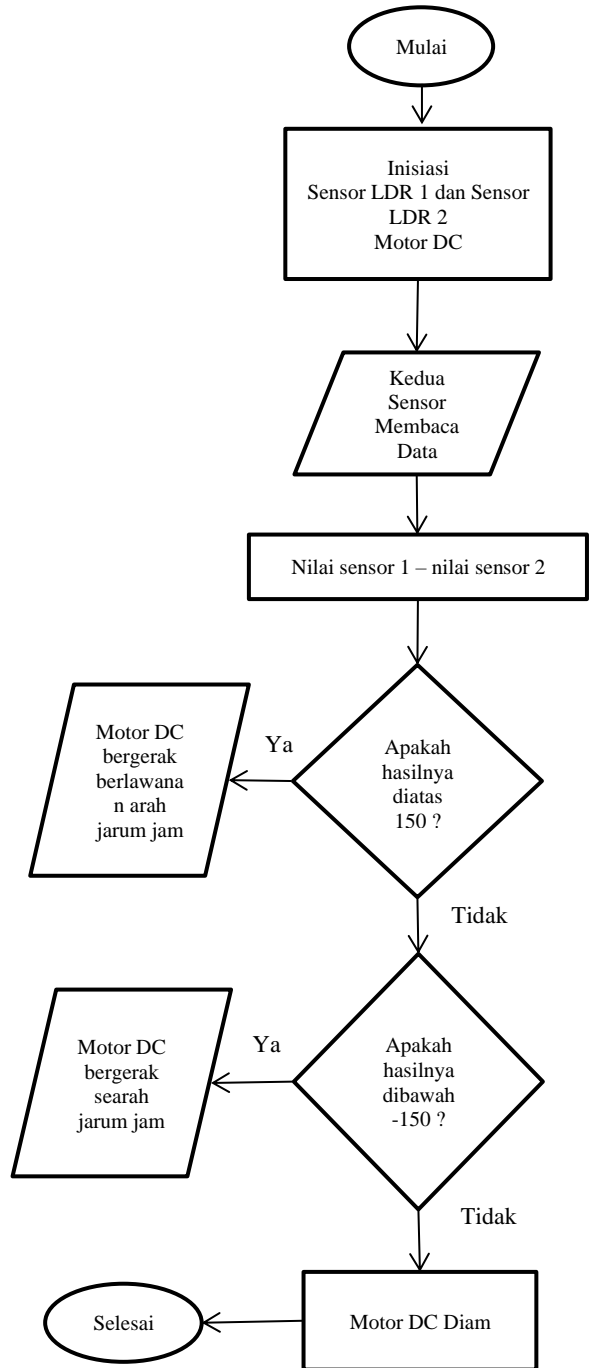 Mulai
Inisiasi
Sensor LDR 1 dan Sensor
LDR 2
Motor DC
Kedua
Sensor
Membaca
Data
Nilai sensor 1 – nilai sensor 2
Apakah
hasilnya
diatas
150 ?
Ya
Motor DC
bergerak
berlawana
n arah
jarum jam
Tidak
Apakah
hasilnya
dibawah
-150 ?
Ya
Motor DC
bergerak
searah
jarum jam
Tidak
Motor DC Diam
Selesai